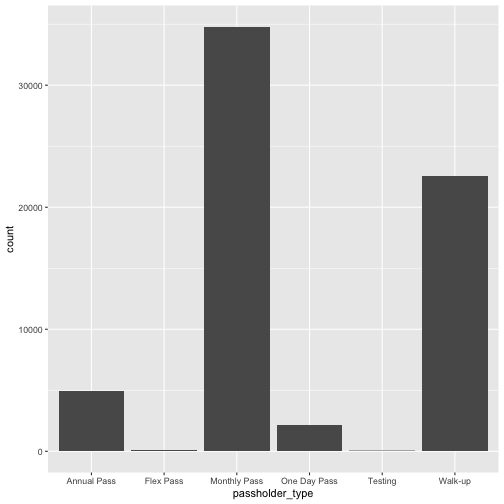 30000
20000
10000
0
count
Annual Pass Flex Pass Monthly Pass One Day Pass Testing Walk-up
passholder_type